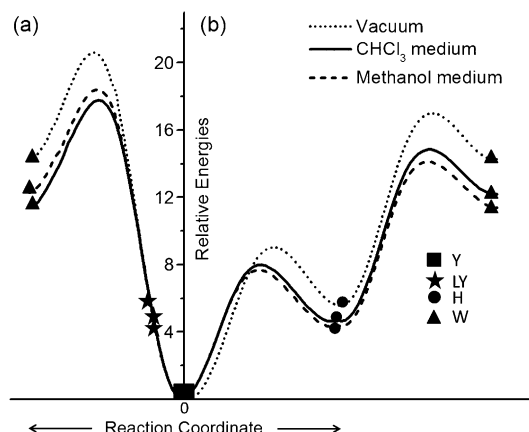 (a)
(b)
Vacuum
CHCl3 medium
Methanol medium
20
16
12
8
4
0
Relative Energies
Y
LY
H
W
Reaction Coordinate